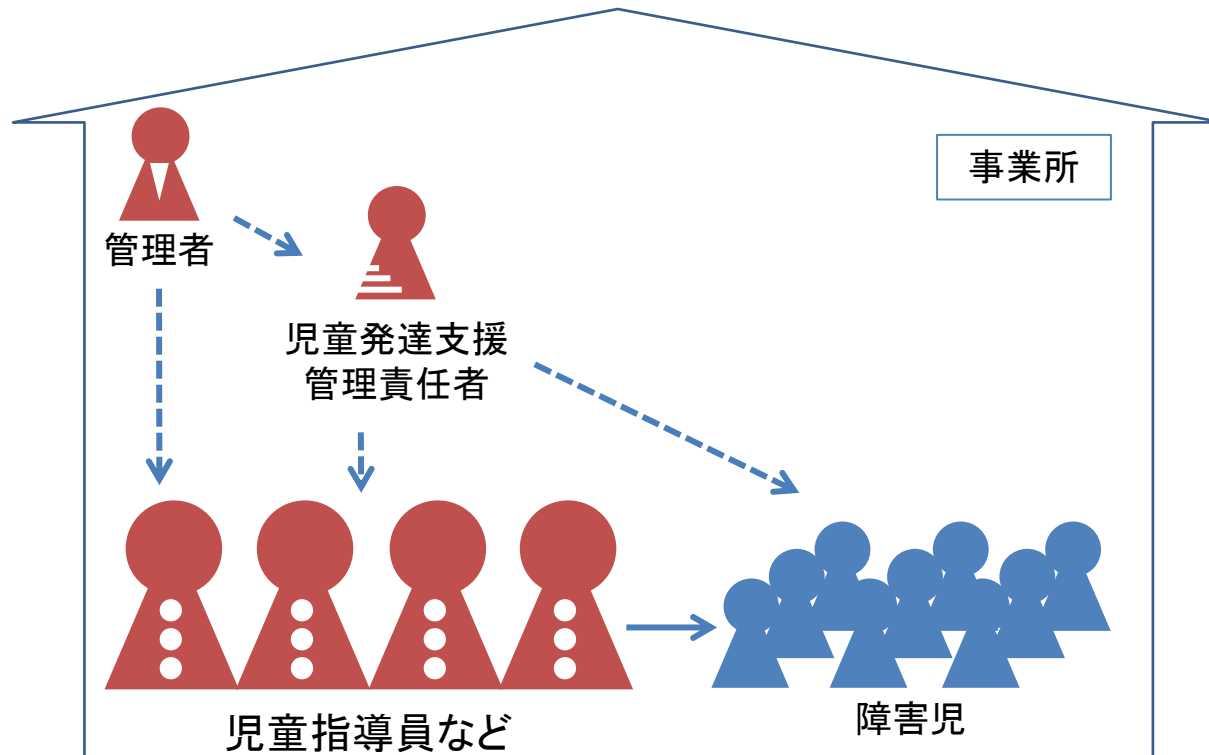 事業所
管理者
児童発達支援
管理責任者
児童指導員など
障害児